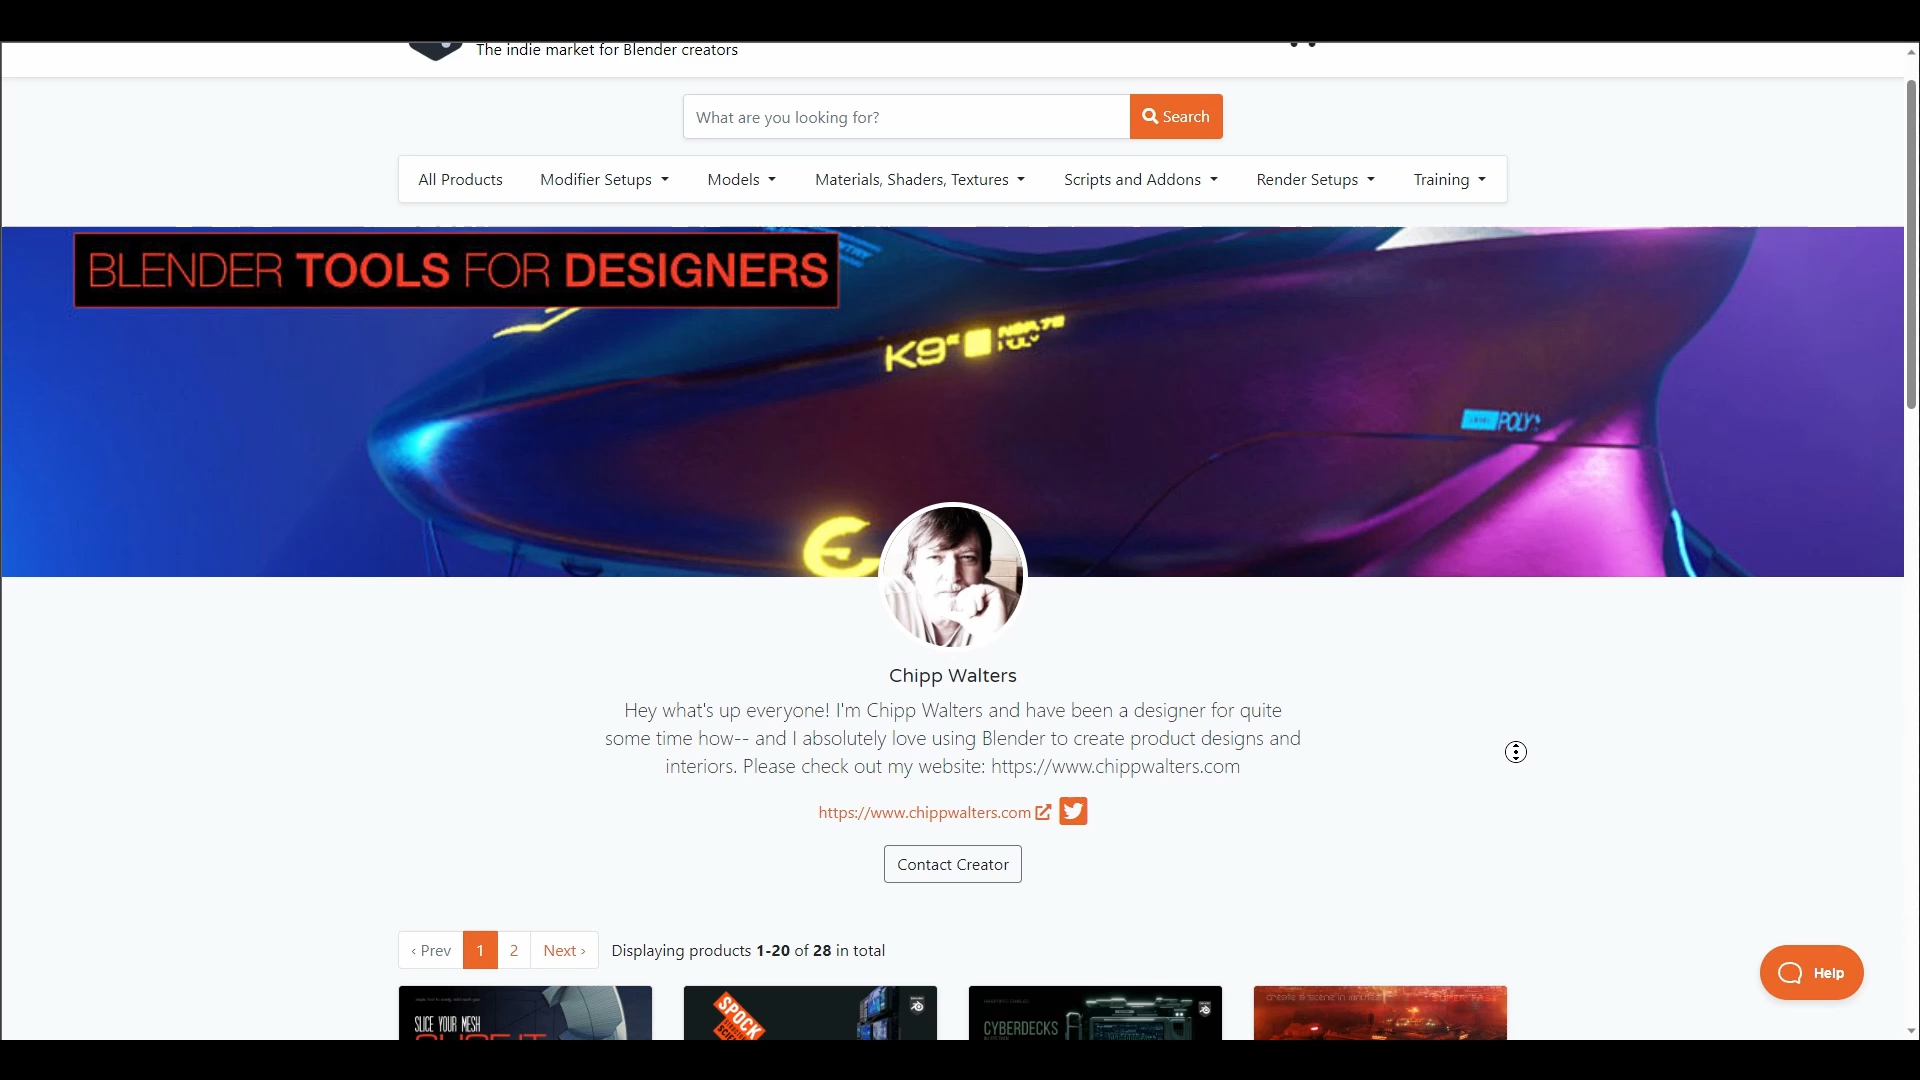 The indie market for Blender creators
What are you looking for?
Search
All Products
Modifier Setups
Models
Materials, Shaders, Textures
Scripts and Addons
Render Setups
Training
BLENDER TOOLS FOR DESIGNERS
K9
POLY
Chipp Walters
Hey what's up everyone! I'm Chipp Walters and have been a designer for quite
some time how-- and I absolutely love using Blender to create product designs and
interiors. Please check out my website: https://www.chippwalters.com
https://www.chippwalters.com
Contact Creator
‹ Prev
1
2
Next ›
Displaying products 1-20 of 28 in total
Help
SLICE YOUR MESH
SPOCK
CYBERDECKS